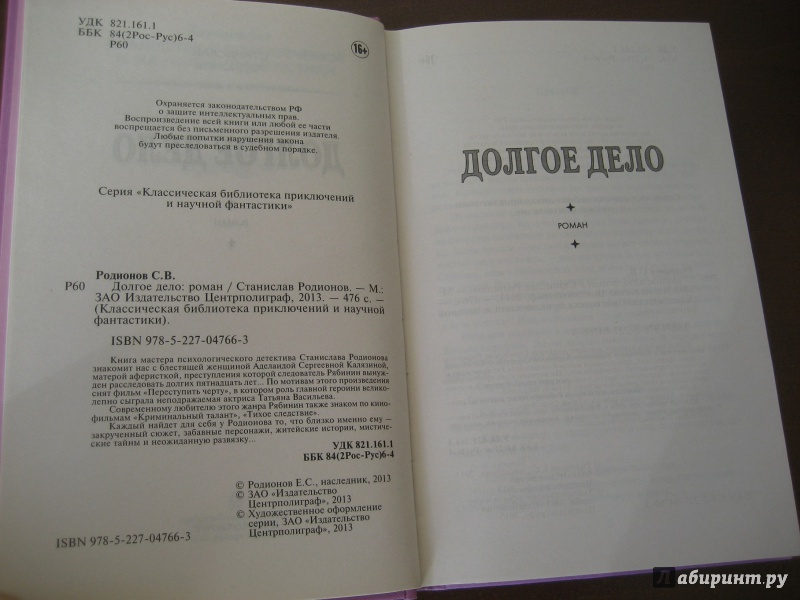 УДК 821.161.1
ББК 84(2Рос-Рус)6-4
Р60
16+
Охраняется законодательством РФ
о защите интеллектуальных прав.
Воспроизведение всей книги или любой ее части
воспрещается без письменного разрешения издателя.
Любые попытки нарушения закона
будут преследоваться в судебном порядке.
Серия «Классическая библиотека приключений
и научной фантастики»
Родионов С.В.
Р60 Долгое дело: роман / Станислав Родионов. — М.:
ЗАО Издательство Центрполиграф, 2013. — 476 с. —
(Классическая библиотека приключений и научной
фантастики).
ISBN 978-5-227-04766-3
Книга мастера психологического детектива Станислава Родионова
знакомит нас с блестящей женщиной Аделаидой Сергеевной Калязиной,
матерой аферисткой, преступления которой следователь Рябинин вынуж-
ден расследовать долгих пятнадцать лет... По мотивам этого произведения
снят фильм «Переступить черту», в котором роль главной героини велико-
лепно сыграла неподражаемая актриса Татьяна Васильева.
Современному любителю этого жанра Рябинин также знаком по кино-
фильмам «Криминальный талант», «Тихое следствие».
Каждый найдет для себя у Родионова то, что близко именно ему —
закрученный сюжет, забавные персонажи, житейские истории, мистиче-
ские тайны и неожиданную развязку...
УДК 821.161.1
ББК 84(2Рос-Рус)6-4
© Родионов Е.С., наследник, 2013
© ЗАО «Издательство
Центрполиграф», 2013
© Художественное оформление
серии, ЗАО «Издательство
Центрполиграф», 2013
ISBN 978-5-227-04766-3
ДОЛГОЕ ДЕЛО
РОМАН
Лабиринт.ру